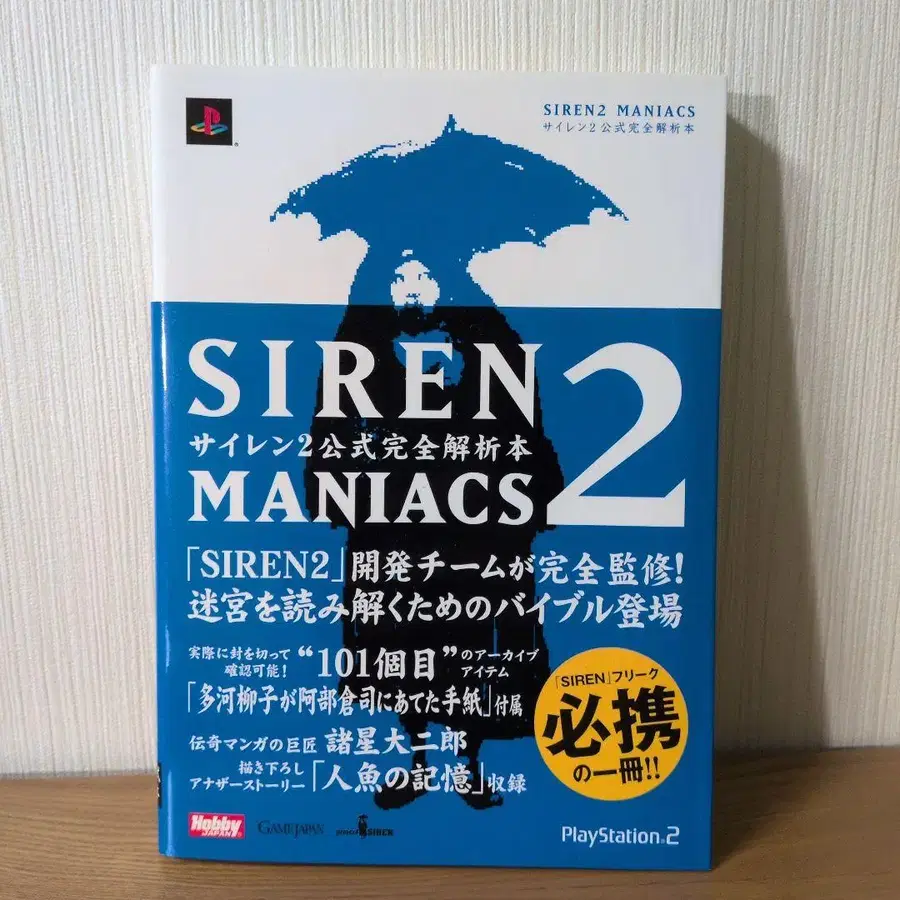 SIREN2 MANIACS
サイレン2公式完全解析本
SIREN2
サイレン2公式完全解析本
MANIACS
「SIREN2」開発チームが完全監修!
迷宮を読み解くためのバイブル登場
実際に封を切って
確認可能!
“101個目”
のアーカイブ
アイテム
「多河柳子が阿部倉司にあてた手紙」付属
伝奇マンガの巨匠 諸星大二郎
描き下ろし
アナザーストーリー「人魚の記憶」収録
「SIREN」フリーク
必携
の一冊!!
Hobby
JAPAN
GAMEJAPAN
PlayStation 2